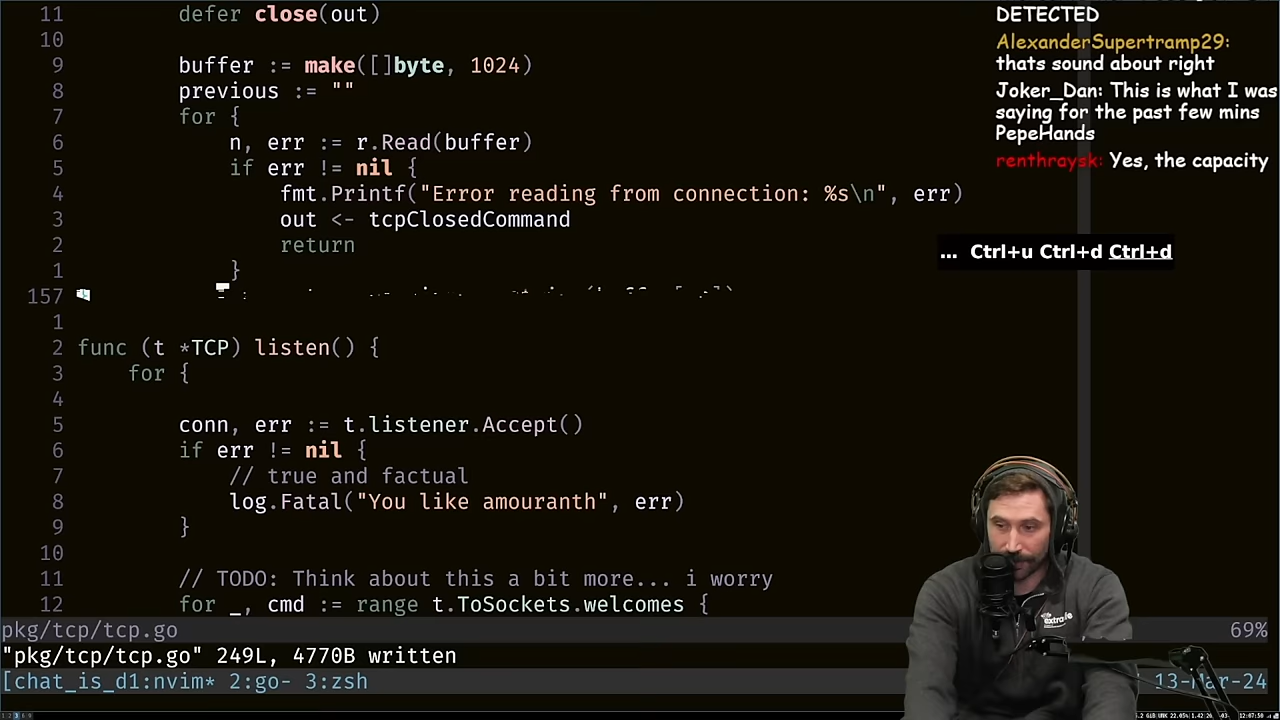 11 defer close(out)
10
9 buffer := make([]byte, 1024)
8 previous := ""
7 for {
6 n, err := r.Read(buffer)
5 if err != nil {
4 fmt.Printf("Error reading from connection: %s\n", err)
3 out <- tcpClosedCommand
2 return
1 }
157
1
2 func (t *TCP) listen() {
3 for {
4
5 conn, err := t.listener.Accept()
6 if err != nil {
7 // true and factual
8 log.Fatal("You like amouranth", err)
9 }
10
11 // TODO: Think about this a bit more... i worry
12 for _, cmd := range t.ToSockets.welcomes {
pkg/tcp/tcp.go 69%
"pkg/tcp/tcp.go" 249L, 4770B written
[chat_is_d1:nvim* 2:go- 3:zsh 13-Mar-24
DETECTED
AlexanderSupertramp29:
thats sound about right
Joker_Dan: This is what I was
saying for the past few mins
PepeHands
renthraysk: Yes, the capacity
... Ctrl+u Ctrl+d Ctrl+d